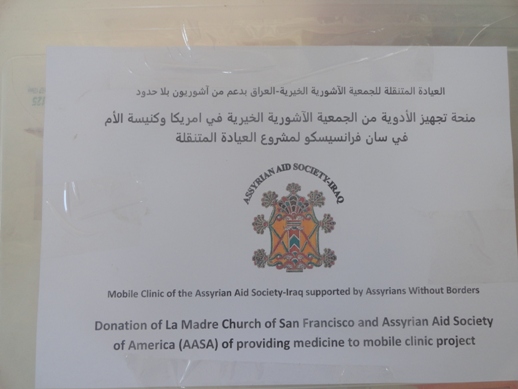 العيادة المتنقلة للجمعية الآشورية الخيرية-العراق بدعم من آشوريون بلا حدود
منحة تجهيز الأدوية من الجمعية الآشورية الخيرية في امريكا وكنيسة الأم
في سان فرانسيسكو لمشروع العيادة المتنقلة
ASSYRIAN AID SOCIETY-IRAQ
Mobile Clinic of the Assyrian Aid Society-Iraq supported by Assyrians Without Borders
Donation of La Madre Church of San Francisco and Assyrian Aid Society
of America (AASA) of providing medicine to mobile clinic project